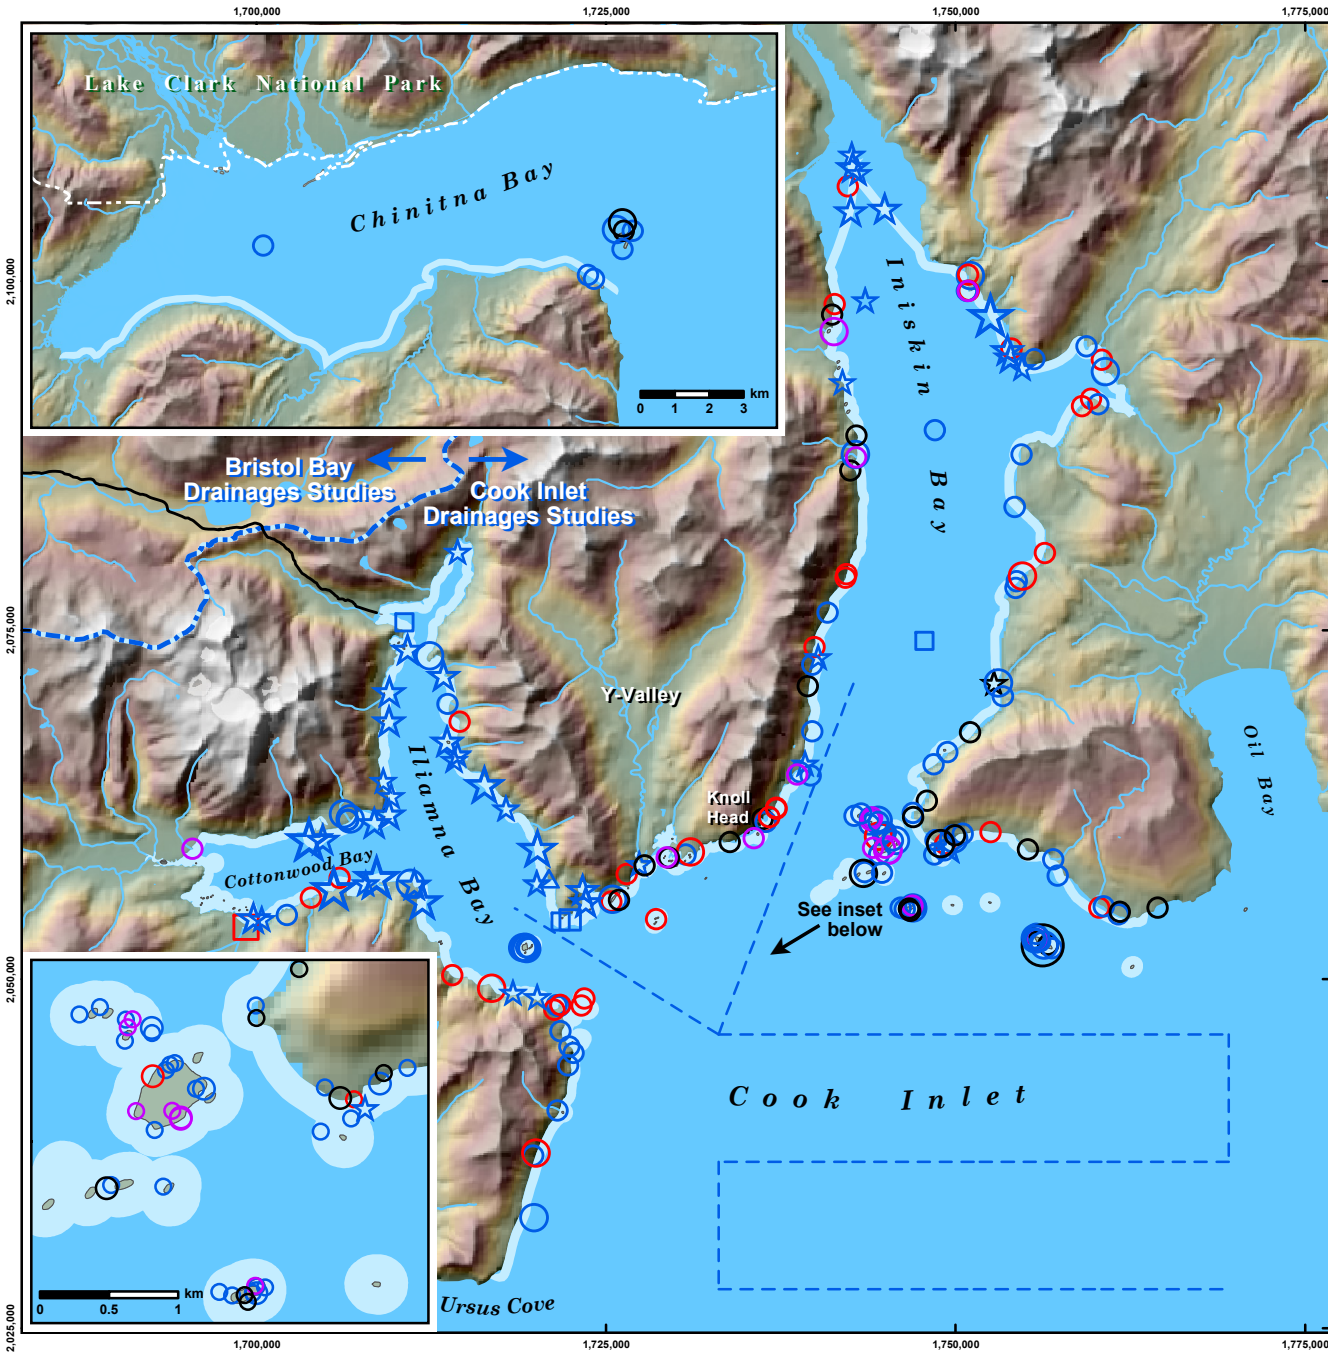 1,700,000
1,725,000
1,750,000
1,775,000
Lake Clark National Park
Chinitna Bay
2,100,000
0 1 2 3 km
Iniskin Bay
Bristol Bay
Drainages Studies
Cook Inlet
Drainages Studies
2,075,000
Y-Valley
Iliamna Bay
Oil Bay
Knoll
Head
Cottonwood Bay
See inset
below
2,050,000
Cook Inlet
0 0.5 1 km
Ursus Cove
2,025,000
1,700,000
1,725,000
1,750,000
1,775,000